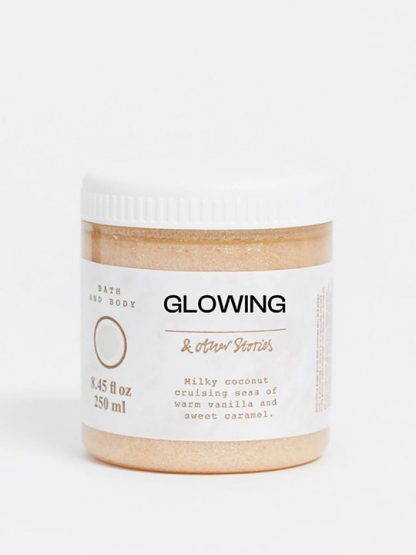 BATH
AND BODY
8.45 fl oz
250 ml
GLOWING
& other Stories
Milky coconut
cruising seas of
warm vanilla and
sweet caramel.